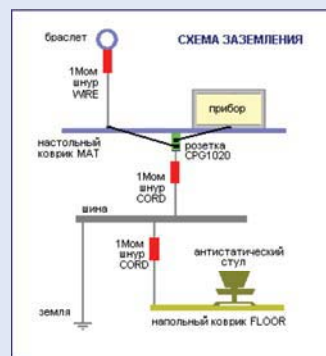 СХЕМА ЗАЗЕМЛЕНИЯ
браслет
1Мом
шнур
WIRE
прибор
настольный
коврик MAT
розетка
CPG1020
1Мом
шнур
CORD
шина
1Мом
шнур
CORD
антистатический
стул
земля
напольный коврик FLOOR